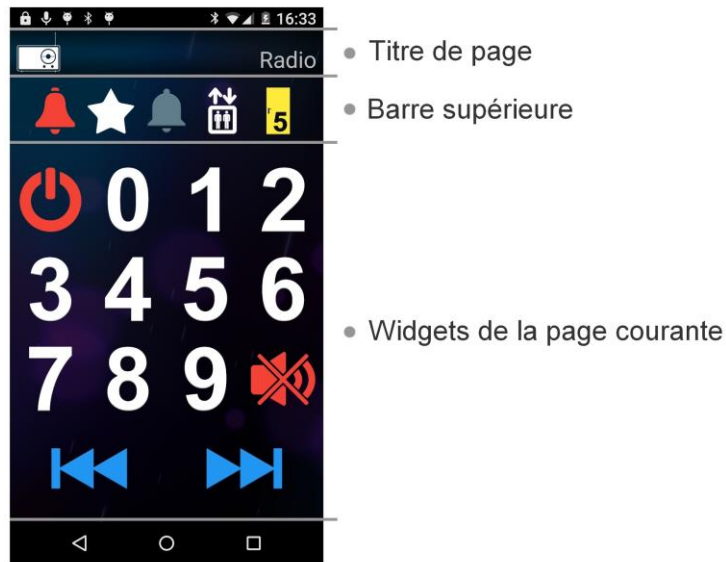 16:33
Radio
Titre de page
Barre supérieure
r5
0 1 2
3 4 5 6
7 8 9
Widgets de la page courante